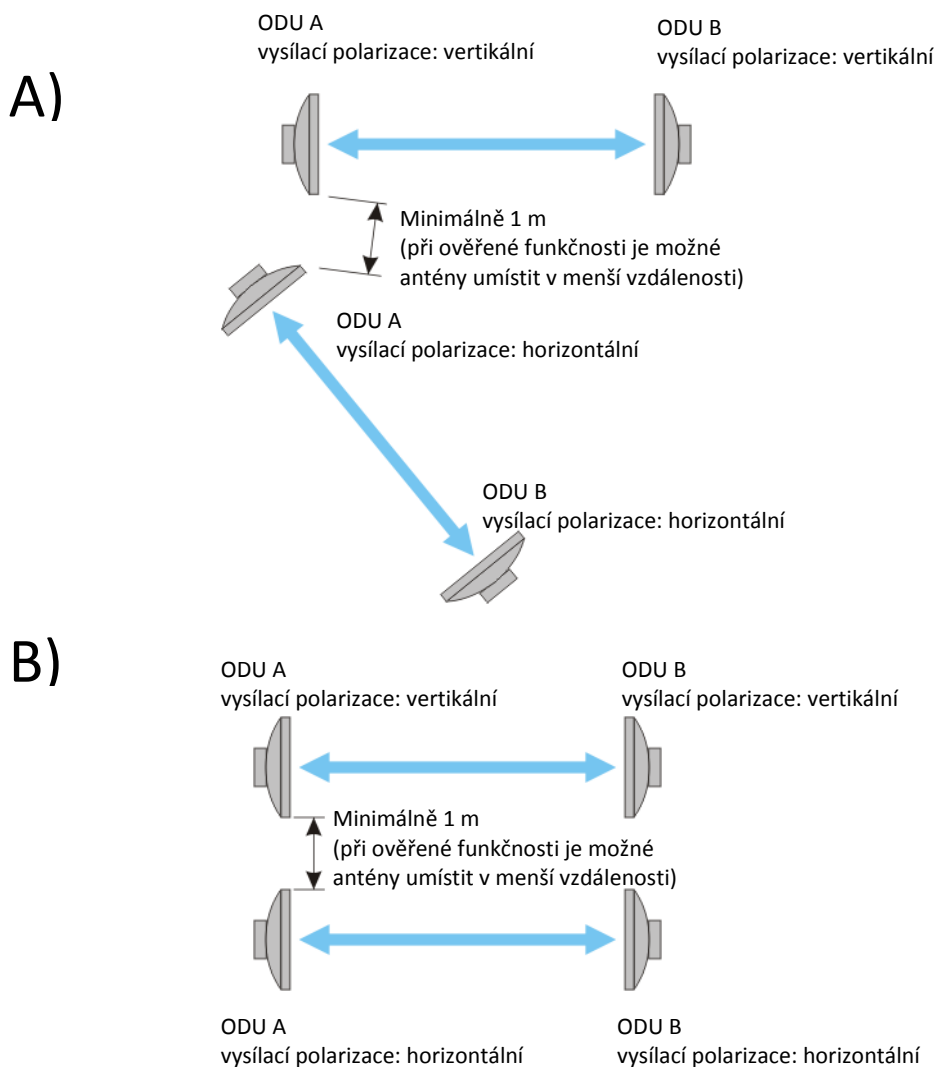 ODU A
vysílací polarizace: vertikální
ODU B
vysílací polarizace: vertikální
A)
Minimálně 1 m
(při ověřené funkčnosti je možné
antény umístit v menší vzdálenosti)
ODU A
vysílací polarizace: horizontální
ODU B
vysílací polarizace: horizontální
B)
ODU A
vysílací polarizace: vertikální
ODU B
vysílací polarizace: vertikální
Minimálně 1 m
(při ověřené funkčnosti je možné
antény umístit v menší vzdálenosti)
ODU A
vysílací polarizace: horizontální
ODU B
vysílací polarizace: horizontální